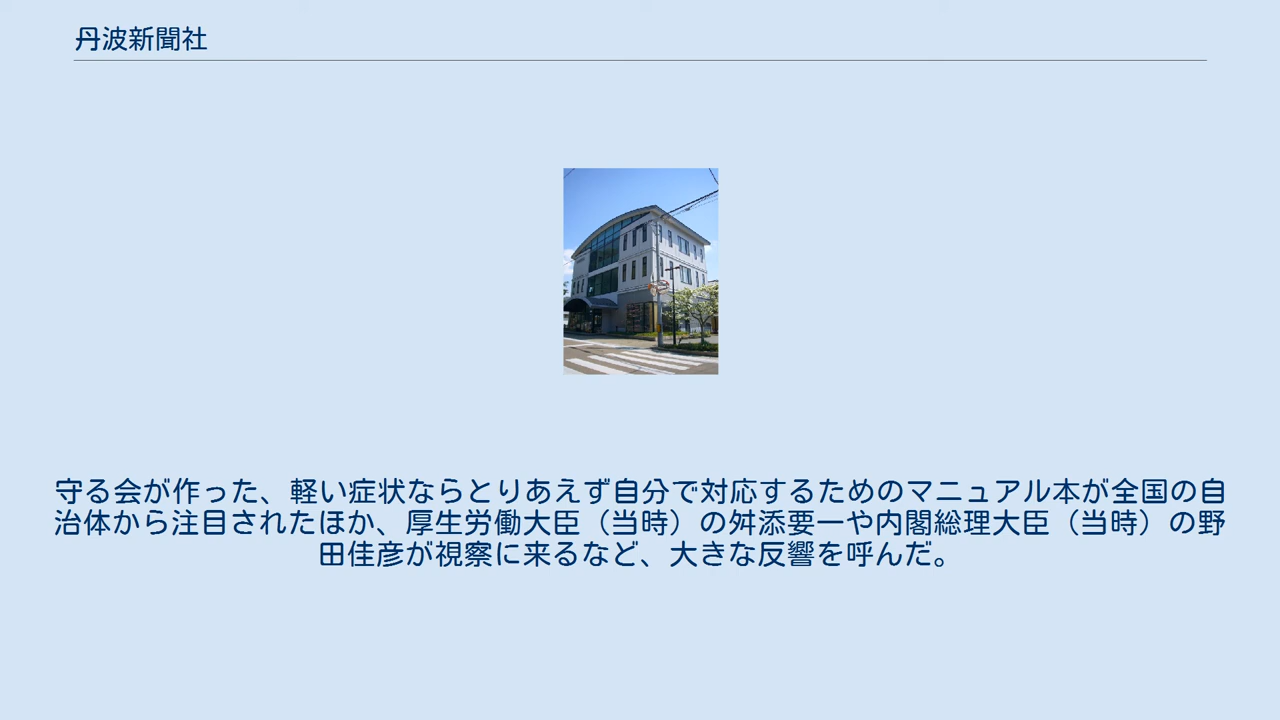 丹波新聞社
守る会が作った、軽い症状ならとりあえず自分で対応するためのマニュアル本が全国の自
治体から注目されたほか、厚生労働大臣（当時）の舛添要一や内閣総理大臣（当時）の野
田佳彦が視察に来るなど、大きな反響を呼んだ。